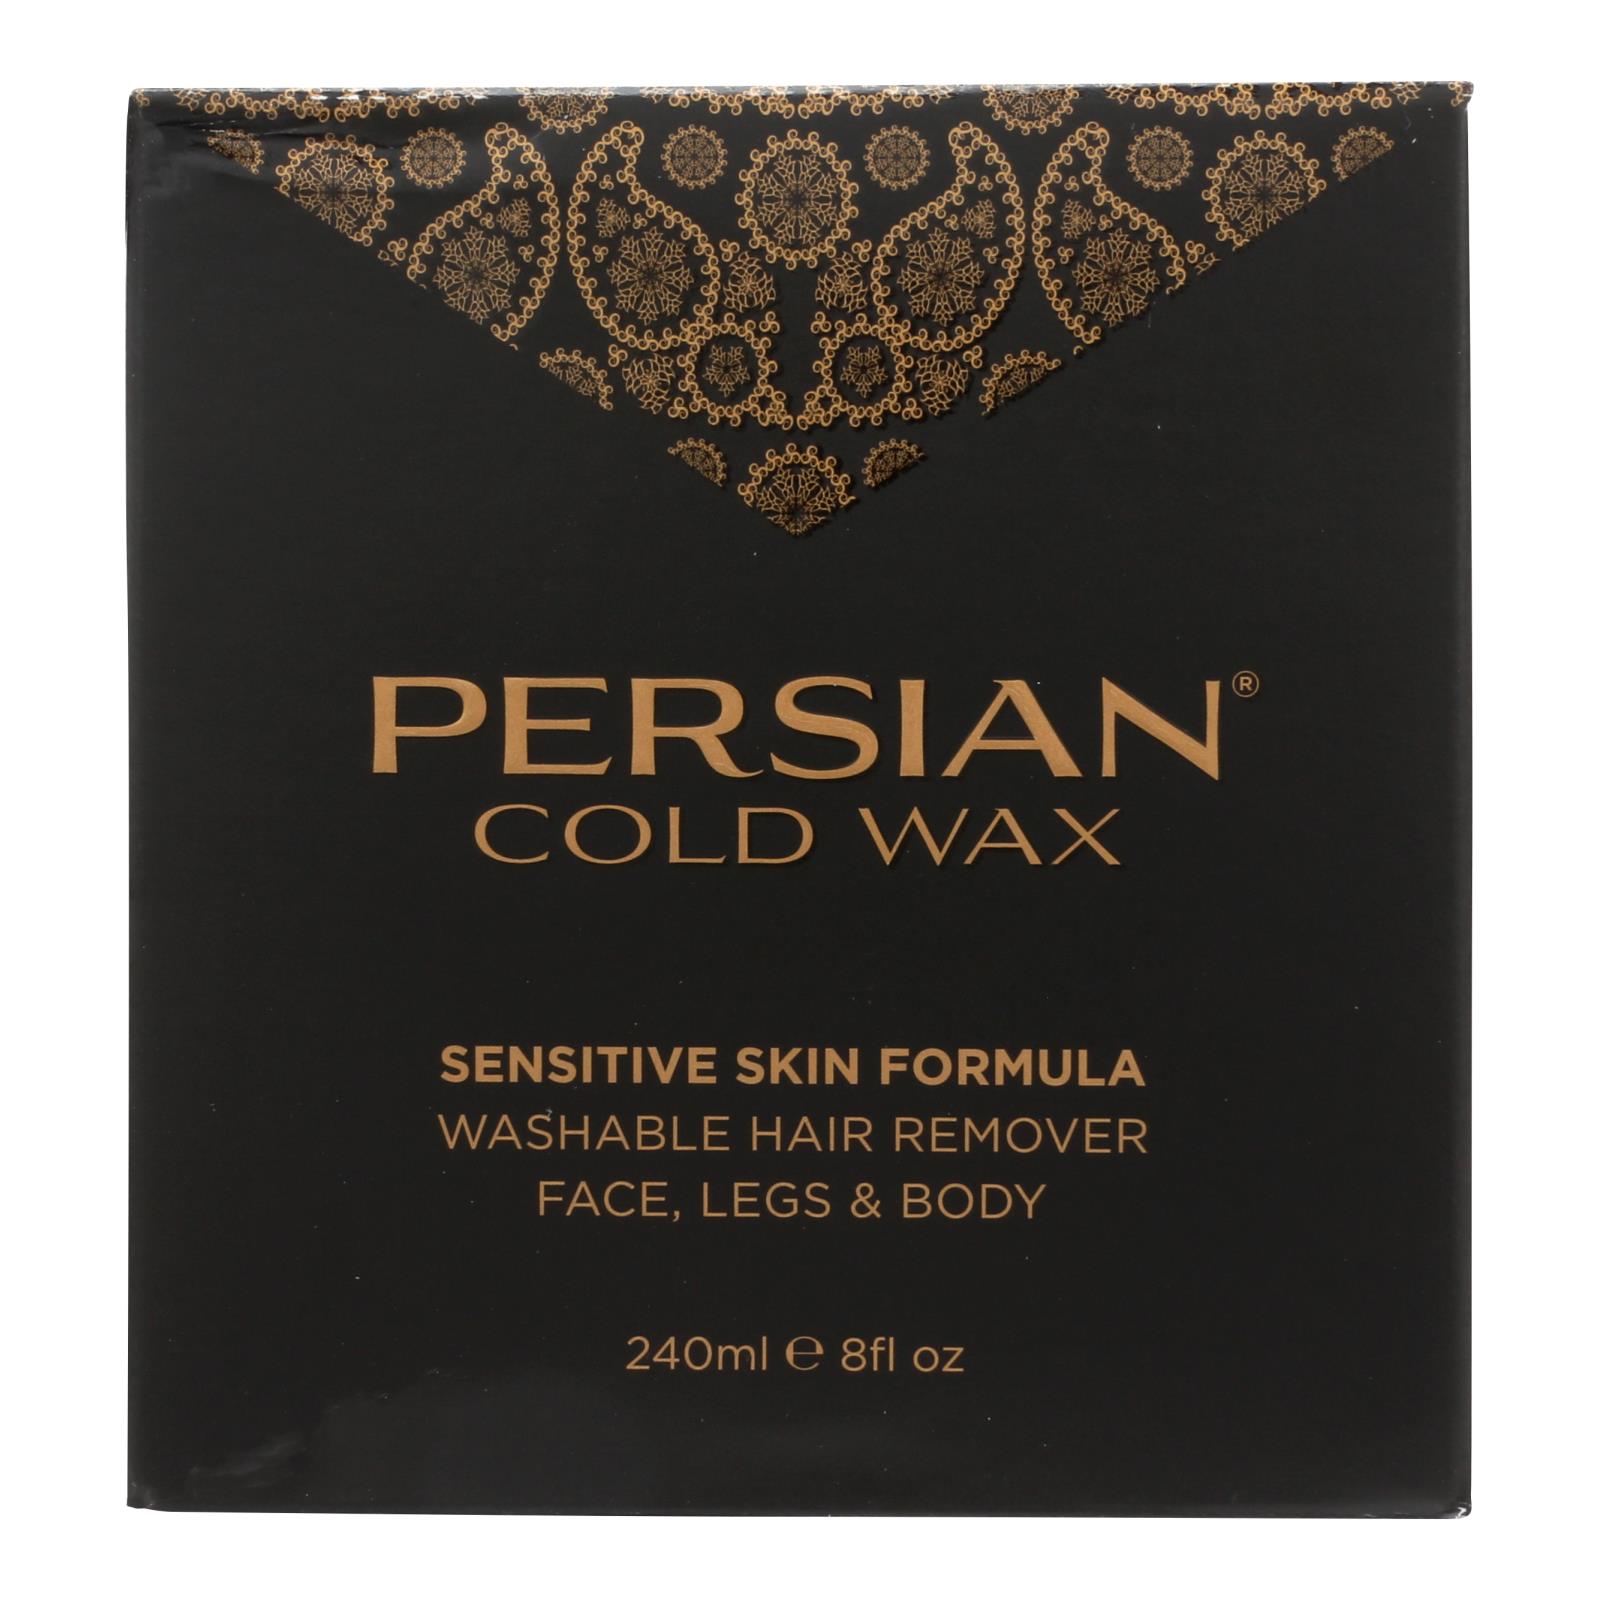 PERSIAN®
COLD WAX
SENSITIVE SKIN FORMULA
WASHABLE HAIR REMOVER
FACE, LEGS & BODY
240ml ℮ 8fl oz